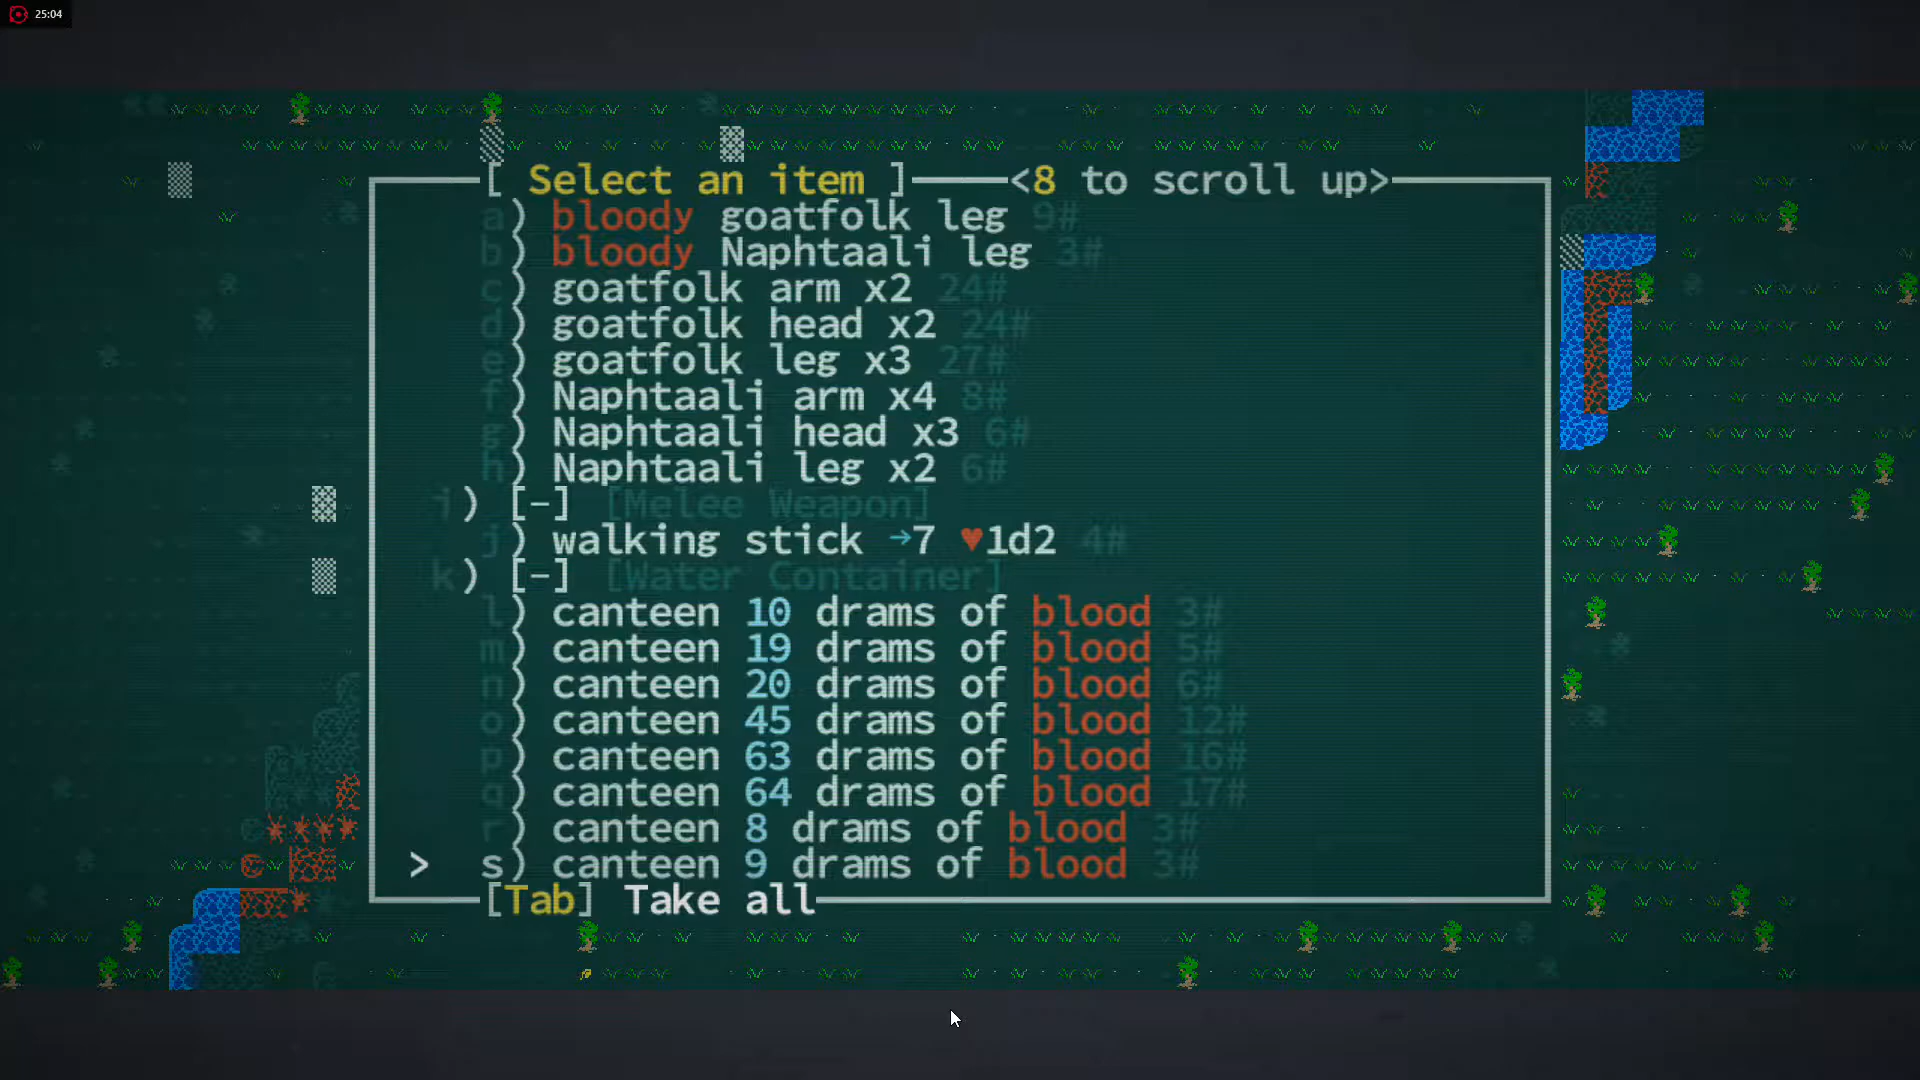 25:04
[ Select an item ] <8 to scroll up>
a) bloody goatfolk leg 9#
b) bloody Naphtaali leg 3#
c) goatfolk arm x2 24#
d) goatfolk head x2 24#
e) goatfolk leg x3 27#
f) Naphtaali arm x4 8#
g) Naphtaali head x3 6#
h) Naphtaali leg x2 6#
i) [-] [Melee Weapon]
j) walking stick →7 ♥1d2 4#
k) [-] [Water Container]
l) canteen 10 drams of blood 3#
m) canteen 19 drams of blood 5#
n) canteen 20 drams of blood 6#
o) canteen 45 drams of blood 12#
p) canteen 63 drams of blood 16#
q) canteen 64 drams of blood 17#
r) canteen 8 drams of blood 3#
> s) canteen 9 drams of blood 3#
[Tab] Take all